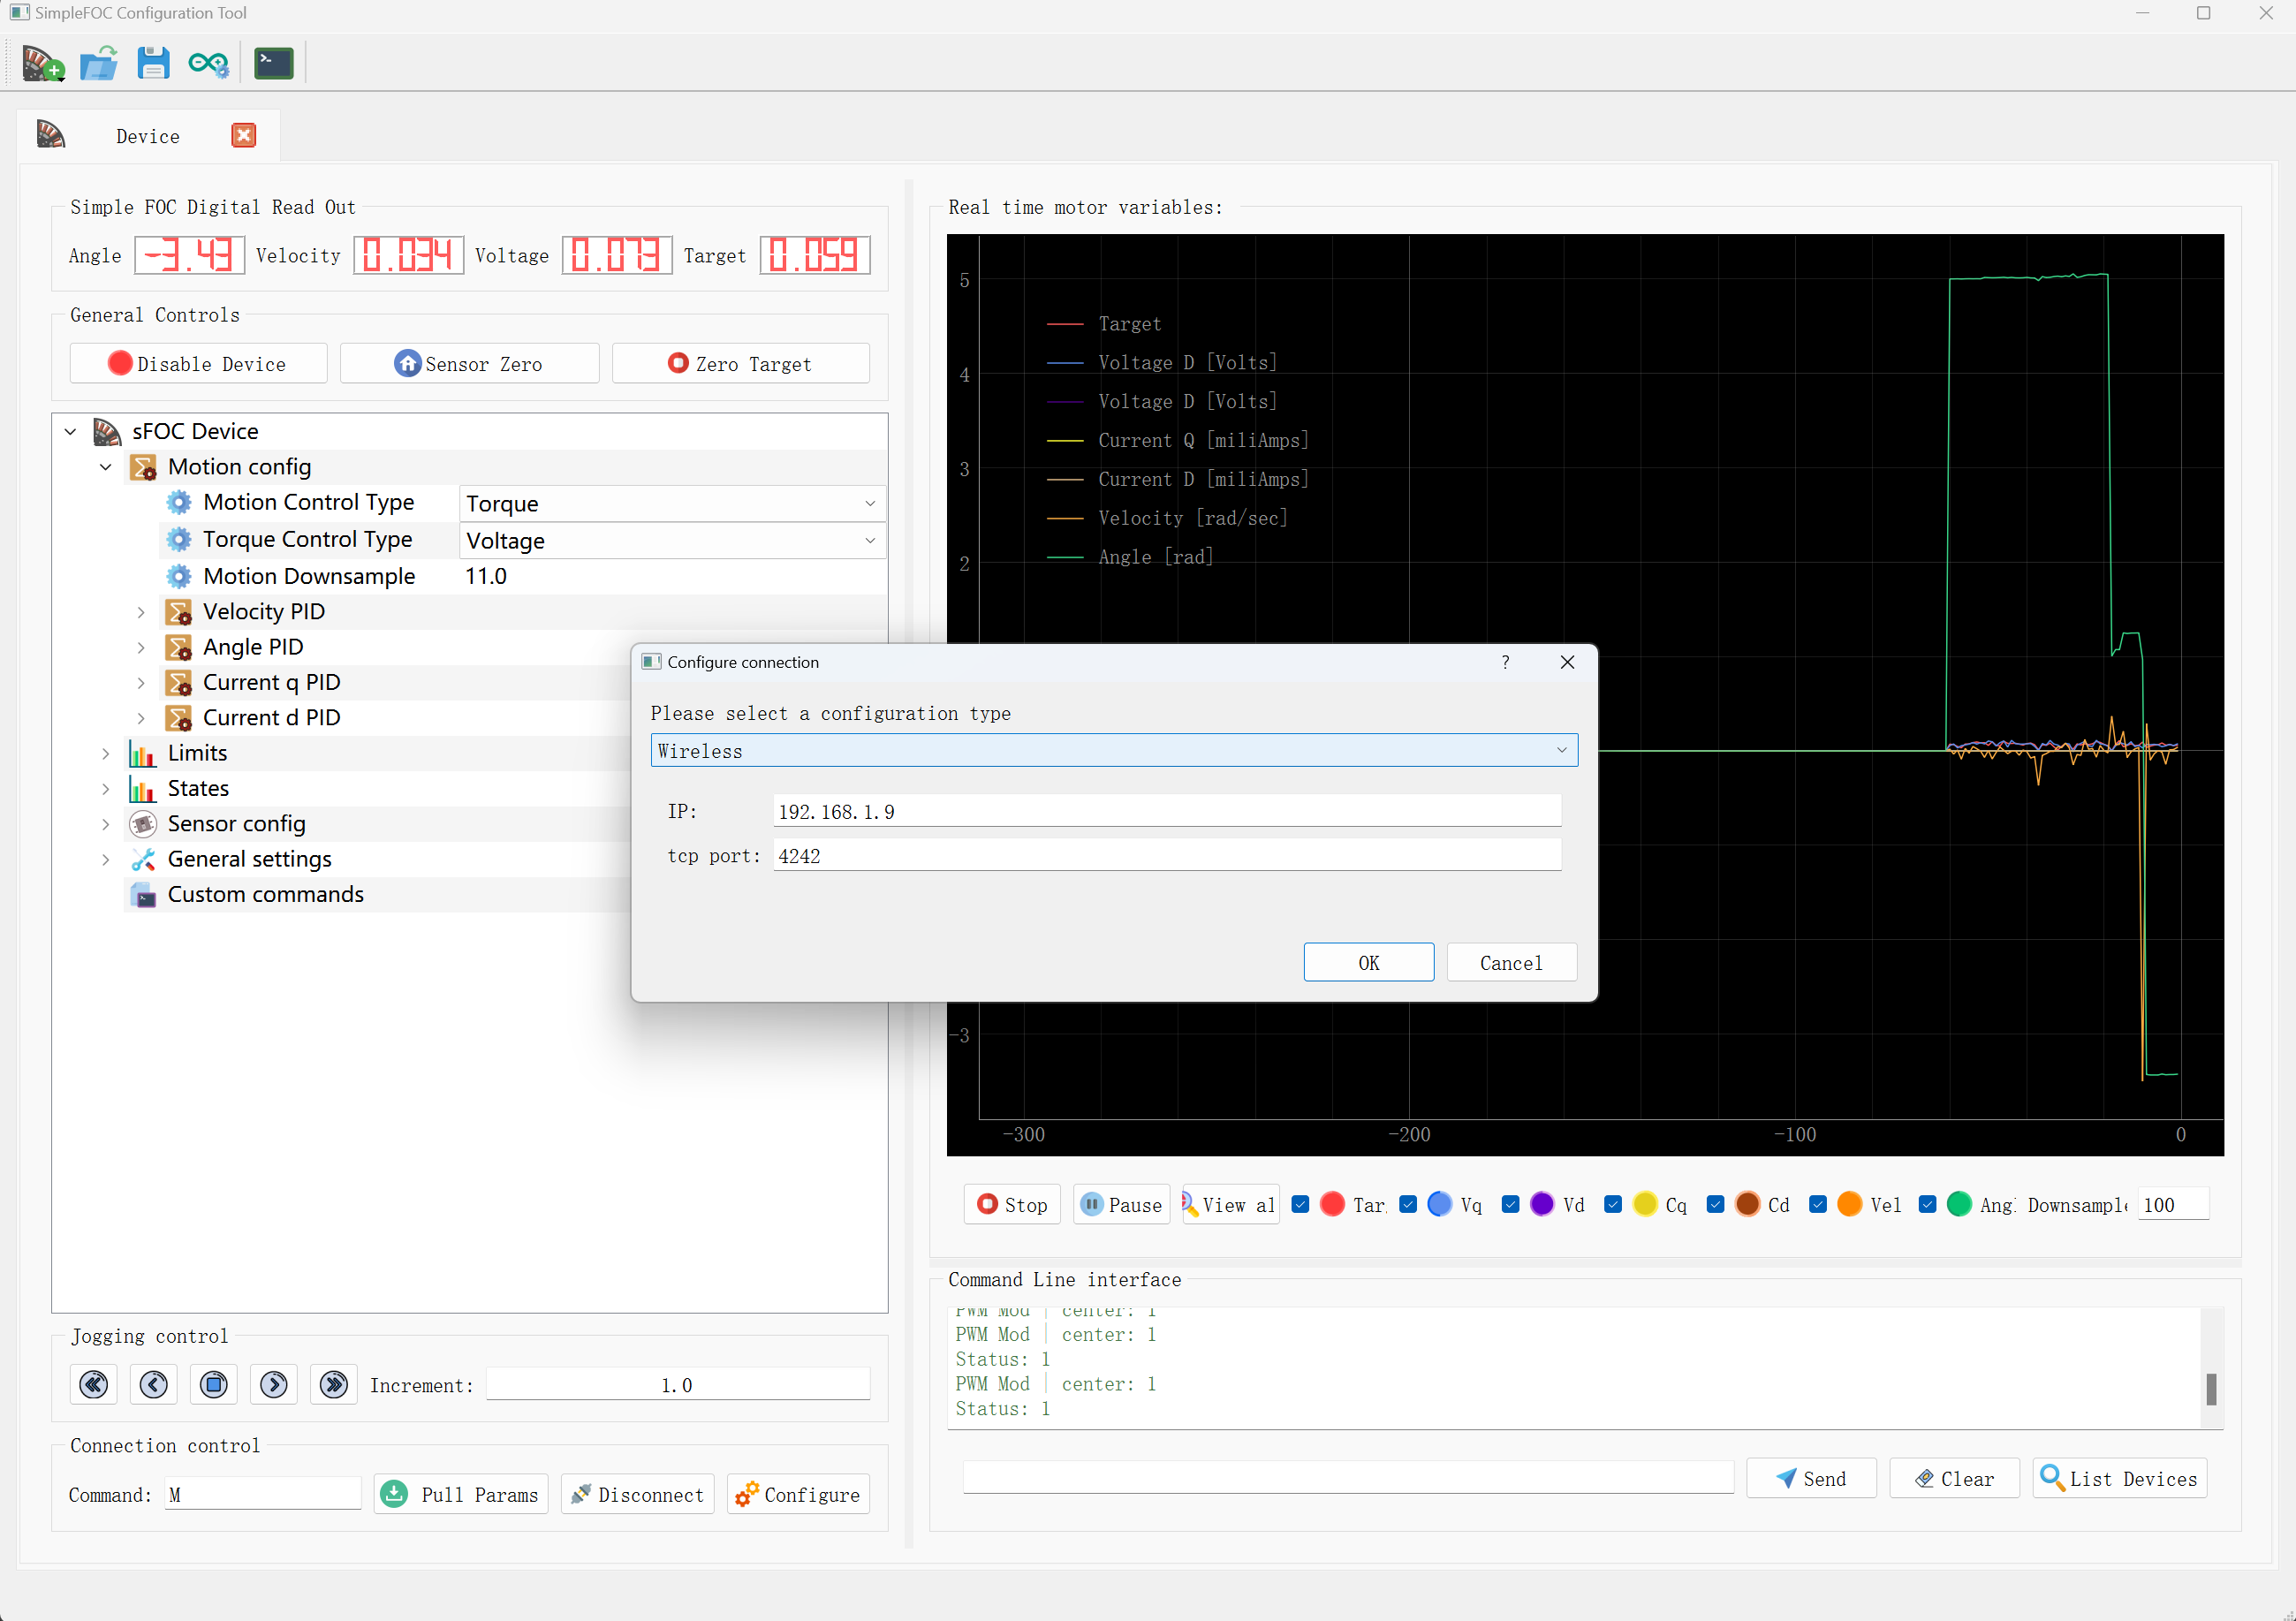 SimpleFOC Configuration Tool
Device
Simple FOC Digital Read Out
Angle -3.43 Velocity 0.034 Voltage 0.073 Target 0.059
General Controls
Disable Device Sensor Zero Zero Target
sFOC Device
Motion config
Motion Control Type Torque
Torque Control Type Voltage
Motion Downsample 11.0
Velocity PID
Angle PID
Current q PID
Current d PID
Limits
States
Sensor config
General settings
Custom commands
Jogging control
Increment: 1.0
Connection control
Command: M Pull Params Disconnect Configure
Real time motor variables:
5
4
3
2
-3
-300 -200 -100 0
Target
Voltage D [Volts]
Voltage D [Volts]
Current Q [miliAmps]
Current D [miliAmps]
Velocity [rad/sec]
Angle [rad]
Configure connection ?
Please select a configuration type
Wireless
IP: 192.168.1.9
tcp port: 4242
OK Cancel
Stop Pause View al Tar Vq Vd Cq Cd Vel Ang Downsample 100
Command Line interface
PWM Mod | center: 1
PWM Mod | center: 1
Status: 1
PWM Mod | center: 1
Status: 1
Send Clear List Devices